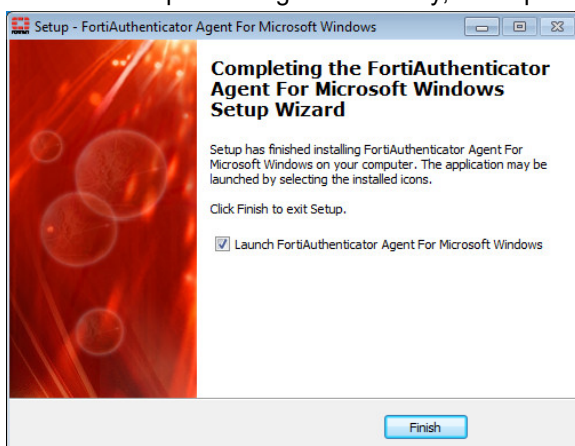 Setup - FortiAuthenticator Agent For Microsoft Windows
Completing the FortiAuthenticator
Agent For Microsoft Windows
Setup Wizard
Setup has finished installing FortiAuthenticator Agent For
Microsoft Windows on your computer. The application may be
launched by selecting the installed icons.
Click Finish to exit Setup.
Launch FortiAuthenticator Agent For Microsoft Windows
Finish